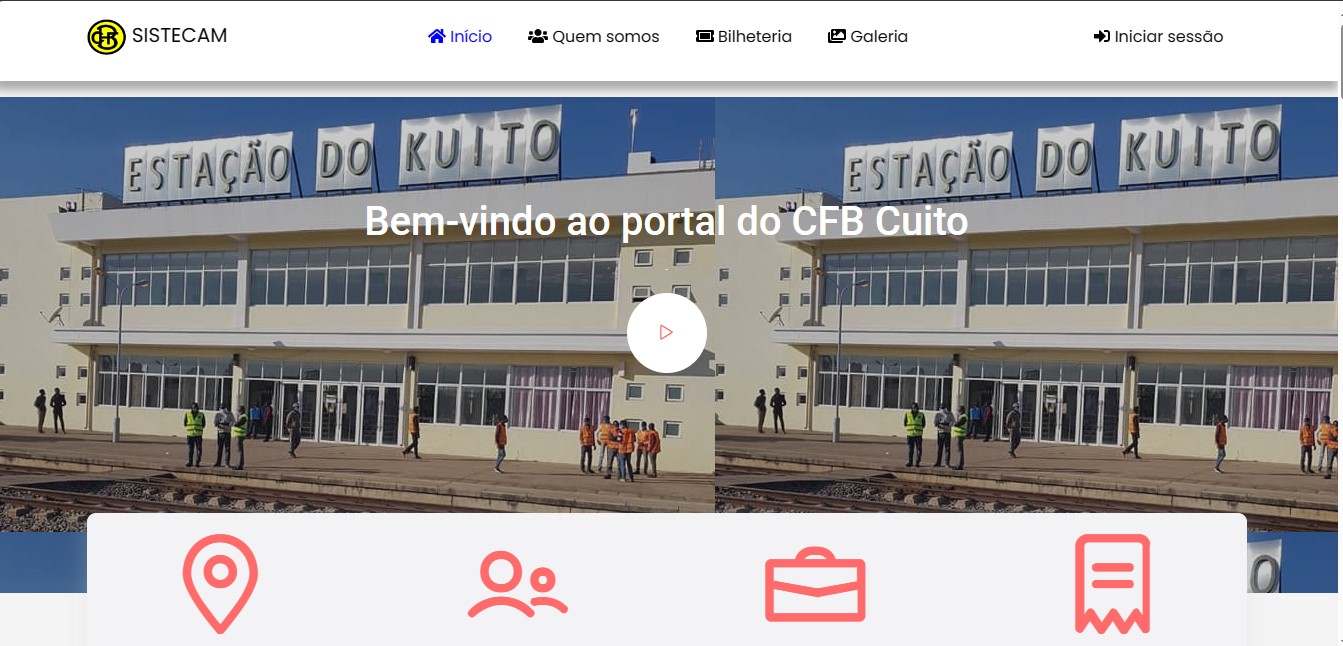 CFB SISTECAM
Início
Quem somos
Bilheteria
Galeria
Iniciar sessão
ESTAÇÃO DO KUITO
ESTAÇÃO DO KUITO
Bem-vindo ao portal do CFB Cuito
O